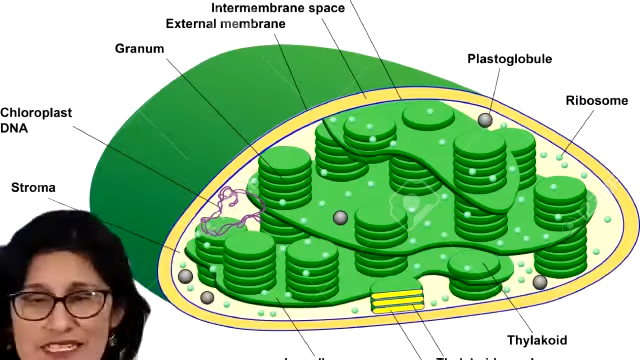 Intermembrane space
External membrane
Granum
Plastoglobule
Chloroplast
DNA
Ribosome
Stroma
Thylakoid